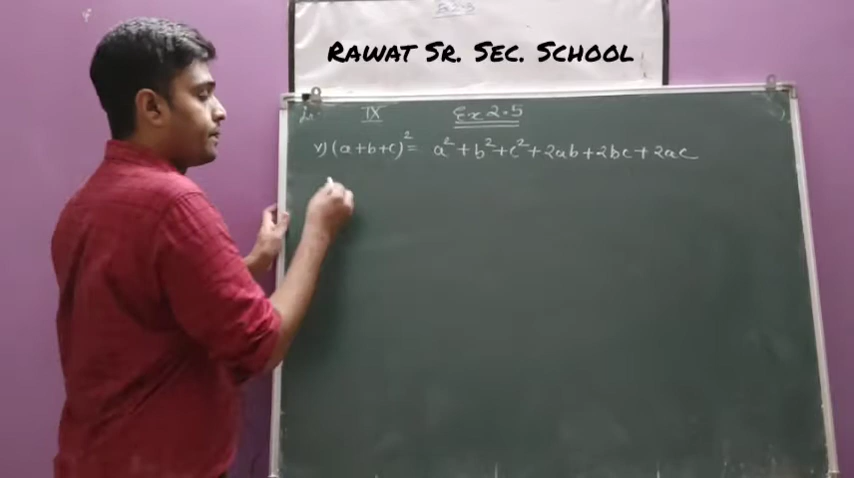 RAWAT SR. SEC. SCHOOL
IX Ex 2.5
v) (a+b+c)² = a² + b² + c² + 2ab + 2bc + 2ac